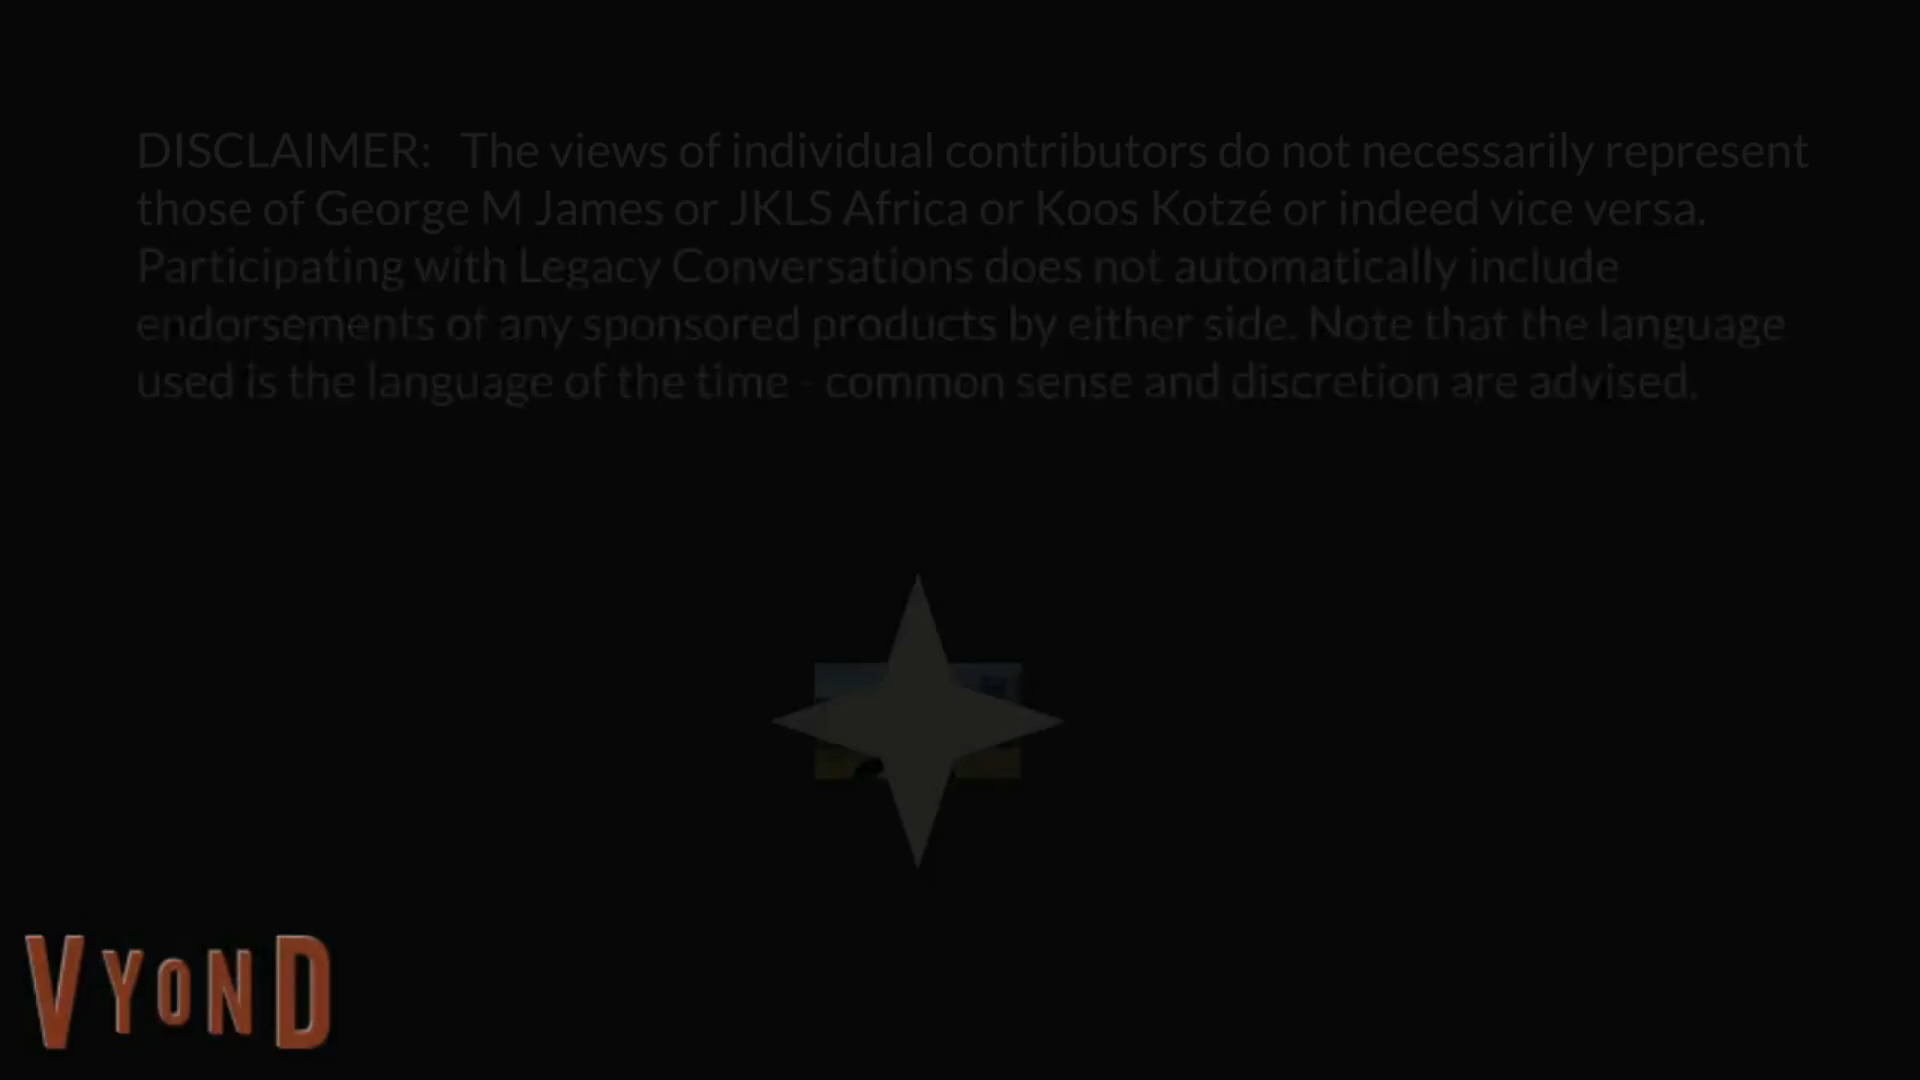 DISCLAIMER: The views of individual contributors do not necessarily represent
those of George M James or JKLS Africa or Koos Kotzé or indeed vice versa.
Participating with Legacy Conversations does not automatically include
endorsements of any sponsored products by either side. Note that the language
used is the language of the time - common sense and discretion are advised.
VYOND